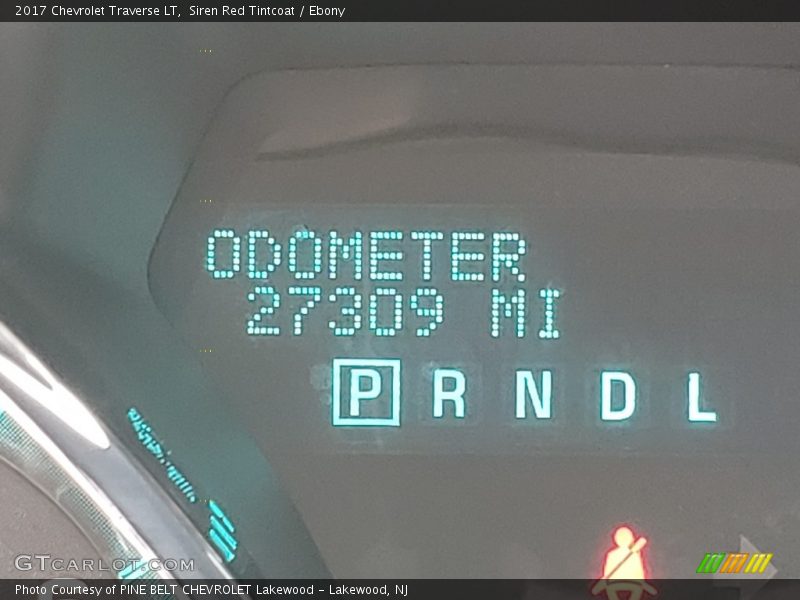 2017 Chevrolet Traverse LT, Siren Red Tintcoat / Ebony
ODOMETER
27309 MI
P R N D L
GTCARLOT.COM
Photo Courtesy of PINE BELT CHEVROLET Lakewood – Lakewood, NJ